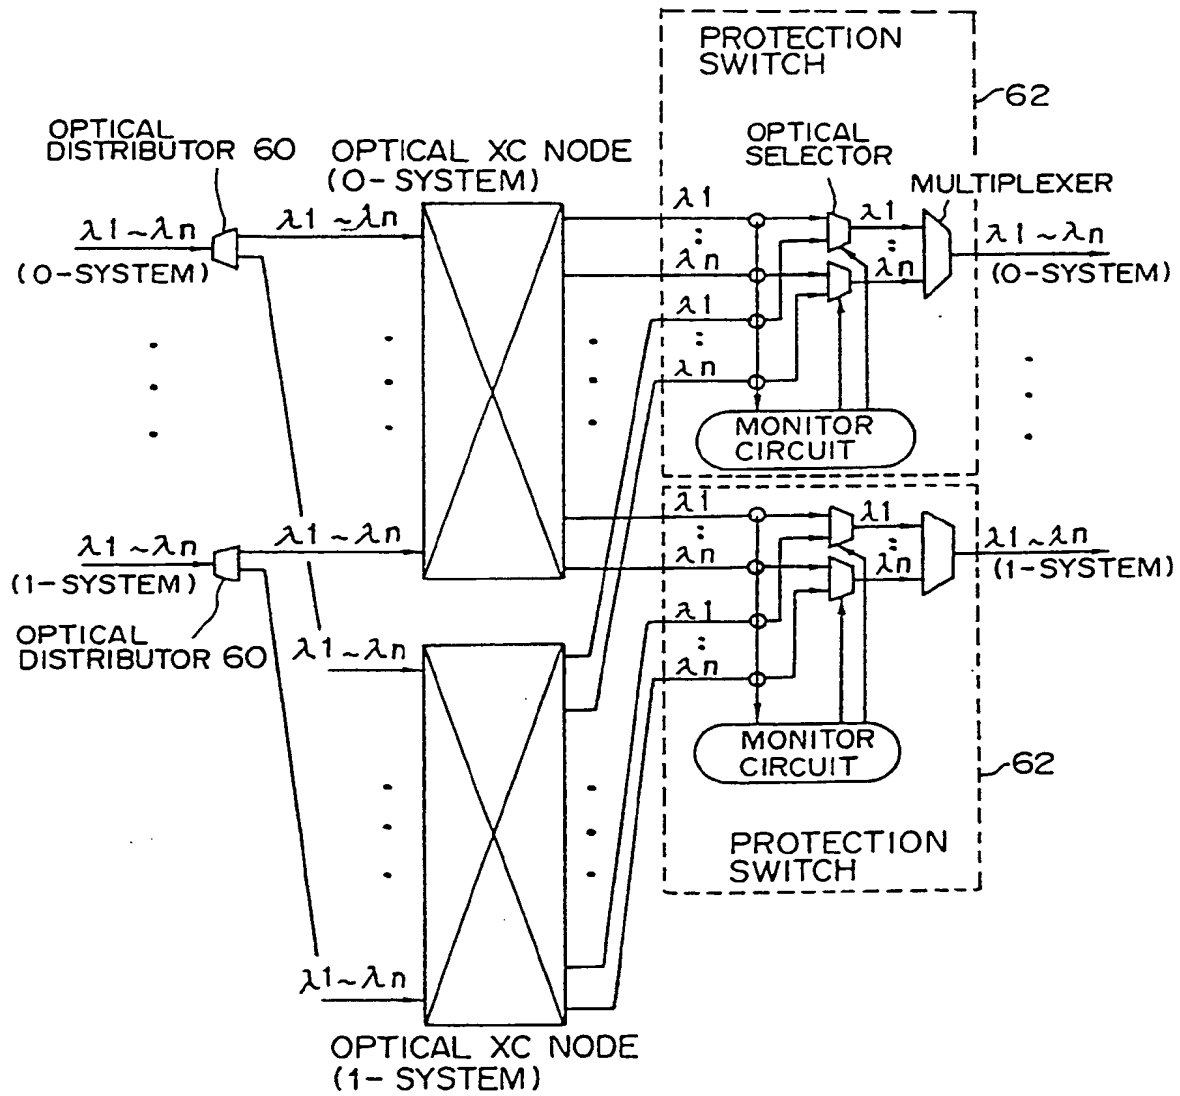 PROTECTION
SWITCH
62
OPTICAL
DISTRIBUTOR 60
OPTICAL XC NODE
(0-SYSTEM)
OPTICAL
SELECTOR
MULTIPLEXER
λ1~λn
(0-SYSTEM)
λ1~λn
λ1
λn
λ1
λn
λ1
λn
λ1~λn
(0-SYSTEM)
MONITOR
CIRCUIT
λ1~λn
(1-SYSTEM)
λ1~λn
λ1
λn
λ1
λn
λ1
λn
λ1~λn
(1-SYSTEM)
OPTICAL
DISTRIBUTOR 60
λ1~λn
MONITOR
CIRCUIT
62
PROTECTION
SWITCH
λ1~λn
OPTICAL XC NODE
(1-SYSTEM)